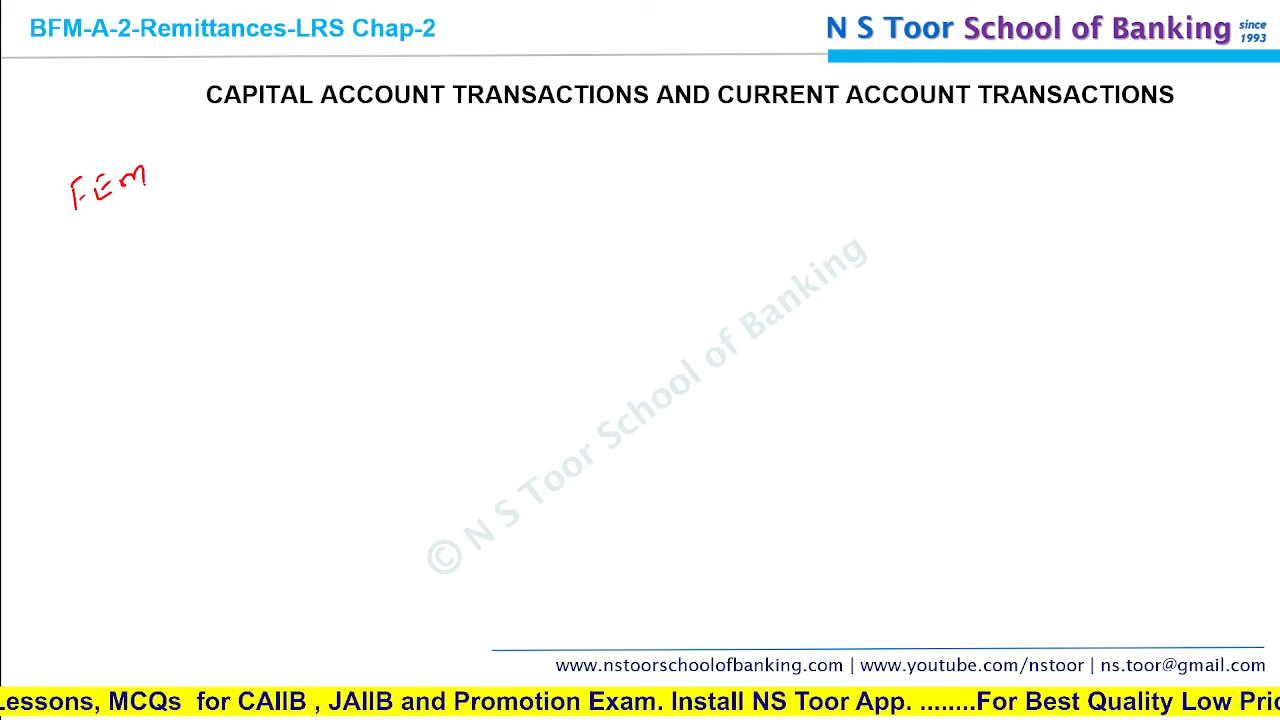 BFM-A-2-Remittances-LRS Chap-2
N S Toor School of Banking since 1993
CAPITAL ACCOUNT TRANSACTIONS AND CURRENT ACCOUNT TRANSACTIONS
FEM
© N S Toor School of Banking
www.nstoorschoolofbanking.com | www.youtube.com/nstoor | ns.toor@gmail.com
Lessons, MCQs for CAIIB , JAIIB and Promotion Exam. Install NS Toor App. ........For Best Quality Low Pric